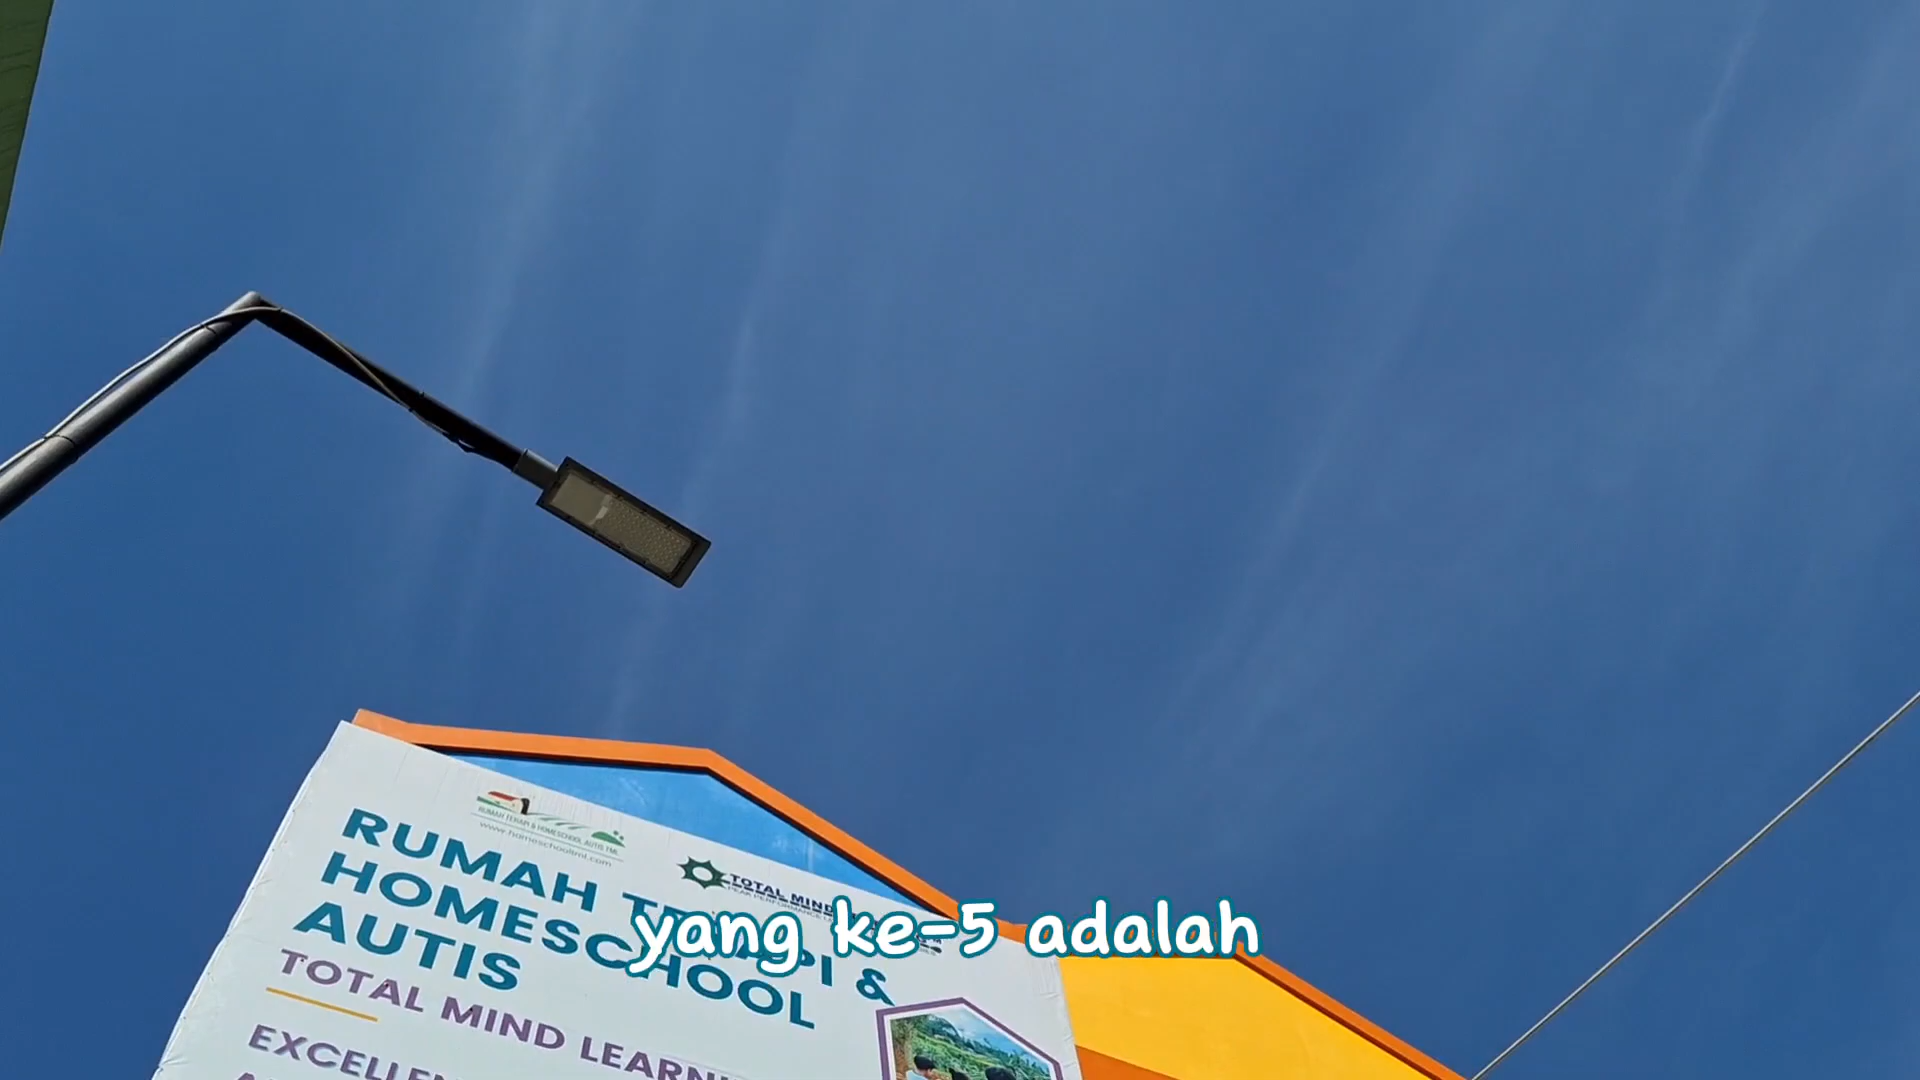 RUMAH TERAPI & HOMESCHOOL AUTIS TML
www.homeschooltml.com
TOTAL MIND
RUMAH TERAPI &
HOMESCHOOL
AUTIS
TOTAL MIND
yang ke-5 adalah